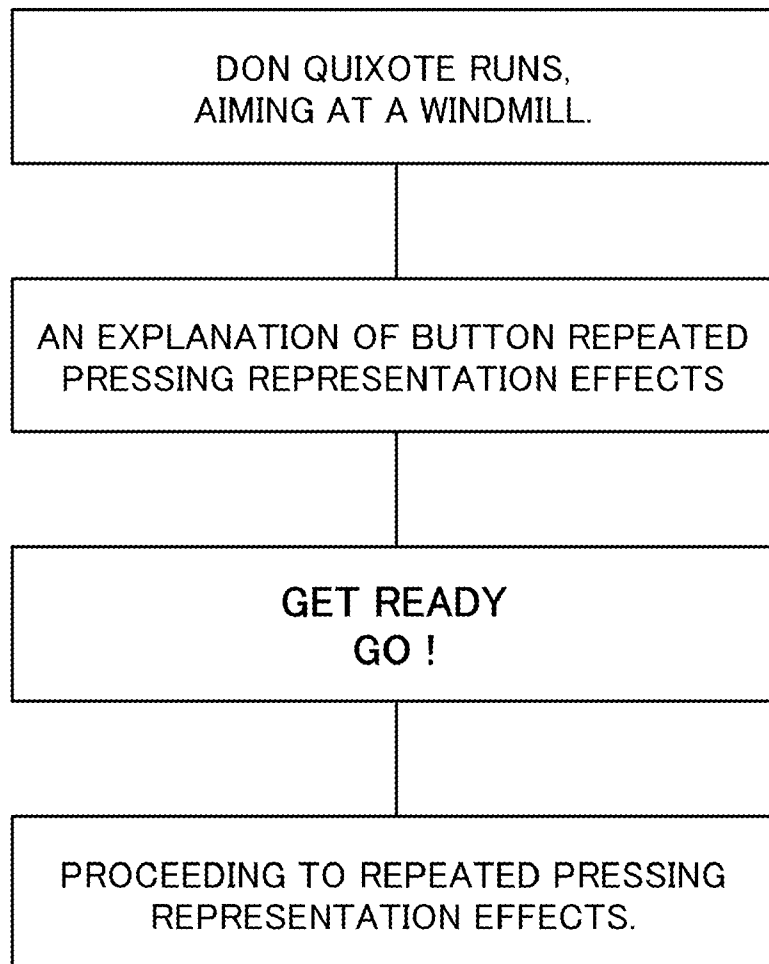 DON QUIXOTE RUNS,
AIMING AT A WINDMILL.
AN EXPLANATION OF BUTTON REPEATED
PRESSING REPRESENTATION EFFECTS
GET READY
GO !
PROCEEDING TO REPEATED PRESSING
REPRESENTATION EFFECTS.